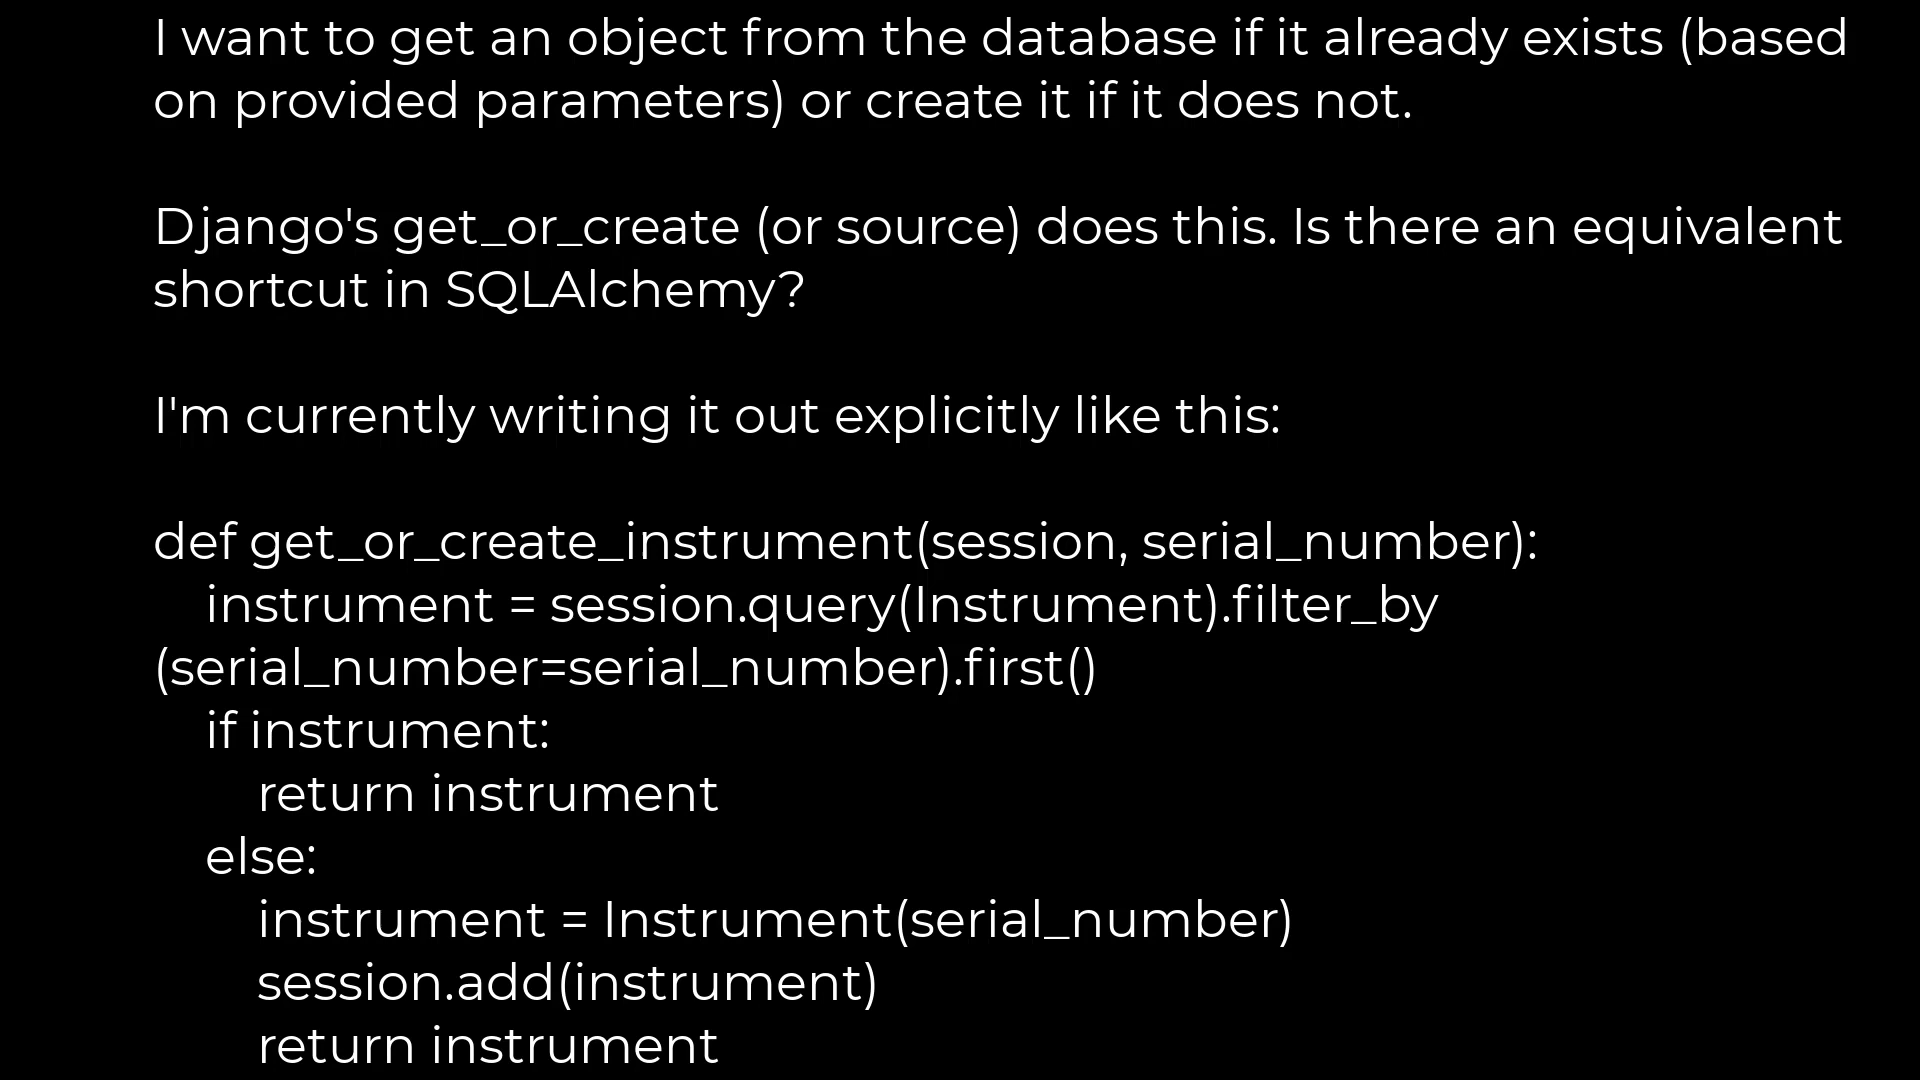 I want to get an object from the database if it already exists (based
on provided parameters) or create it if it does not.
Django's get_or_create (or source) does this. Is there an equivalent
shortcut in SQLAlchemy?
I'm currently writing it out explicitly like this:
def get_or_create_instrument(session, serial_number):
    instrument = session.query(Instrument).filter_by
(serial_number=serial_number).first()
    if instrument:
        return instrument
    else:
        instrument = Instrument(serial_number)
        session.add(instrument)
        return instrument